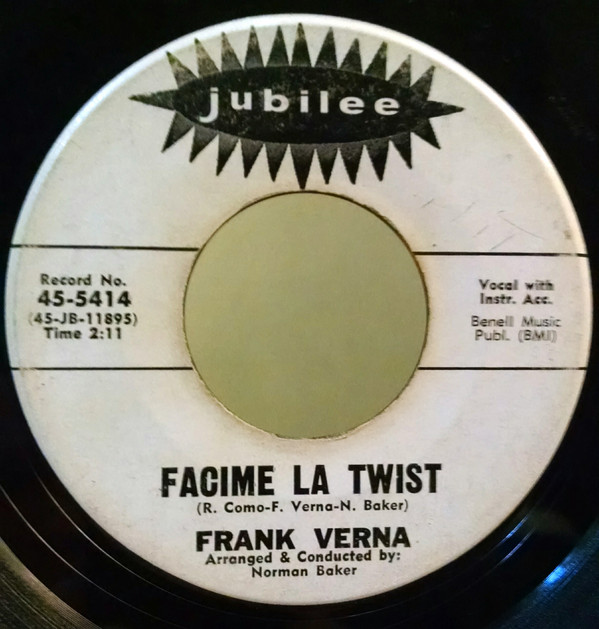 jubilee
Record No.
45-5414
(45-JB-11895)
Time 2:11
Vocal with
Instr. Acc.
Benell Music
Publ. (BMI)
FACIME LA TWIST
(R. Como-F. Verna-N. Baker)
FRANK VERNA
Arranged & Conducted by:
Norman Baker